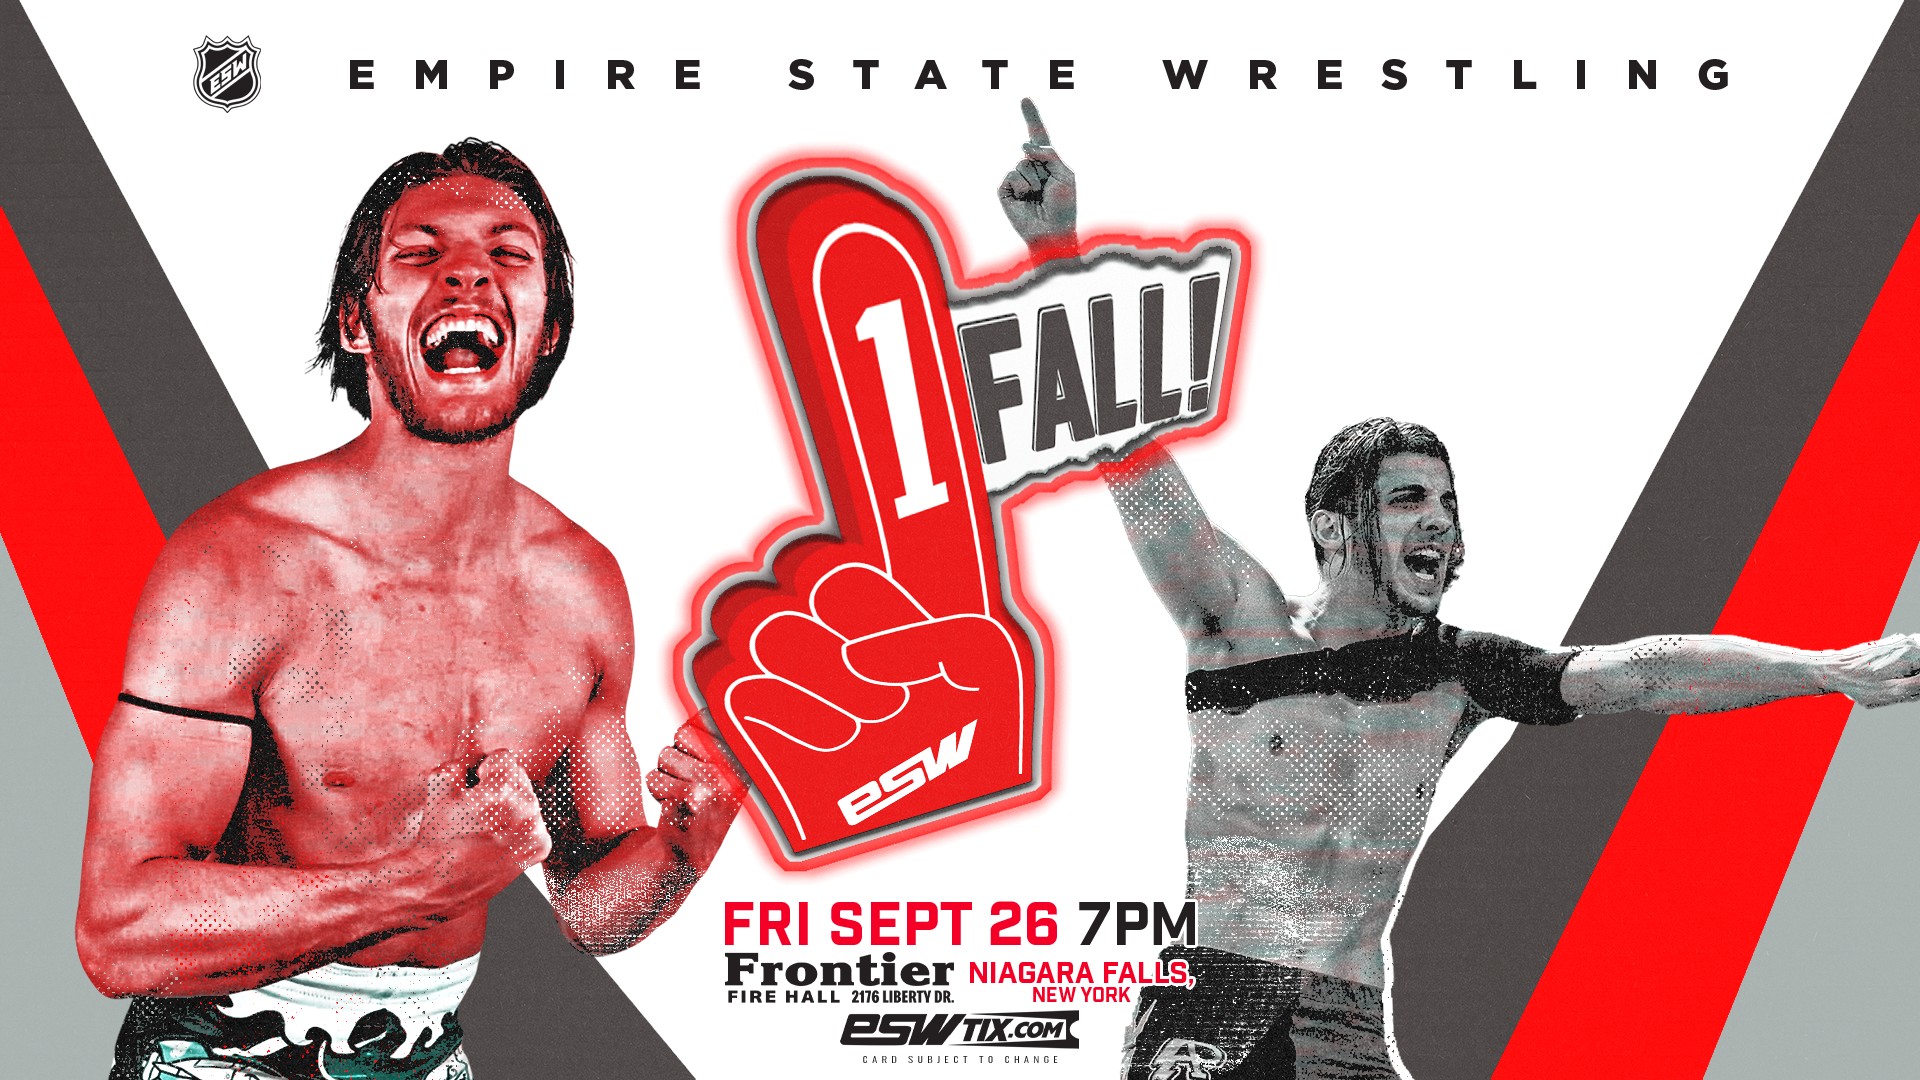 ESW
EMPIRE STATE WRESTLING
1
FALL!
esw
FRI SEPT 26 7PM
Frontier
FIRE HALL 2176 LIBERTY DR.
NIAGARA FALLS,
NEW YORK
eswTIX.COM
CARD SUBJECT TO CHANGE